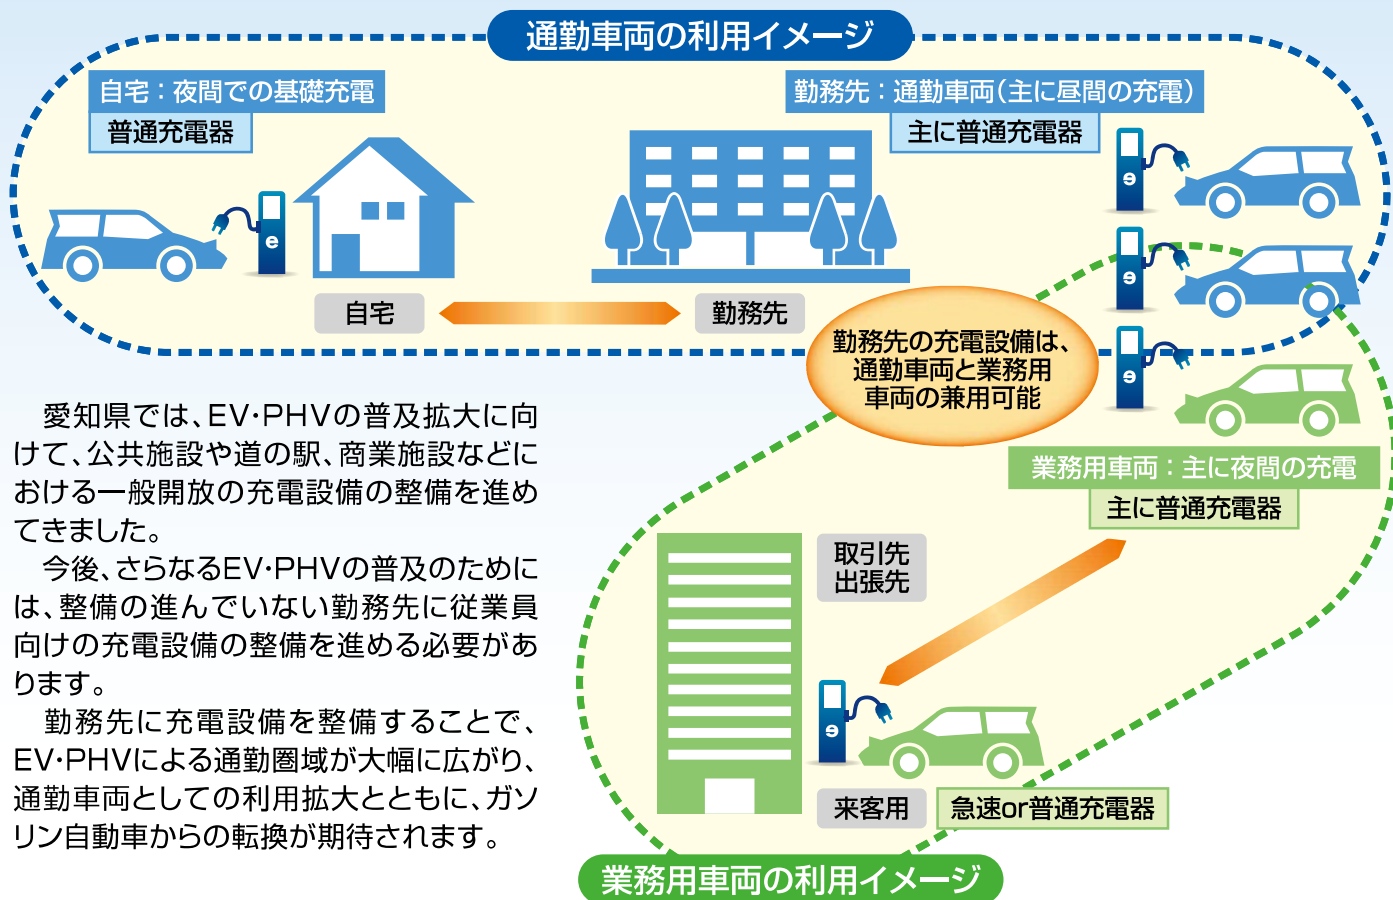 通勤車両の利用イメージ
自宅：夜間での基礎充電
普通充電器
勤務先：通勤車両（主に昼間の充電）
主に普通充電器
e
e
e
e
自宅
勤務先
勤務先の充電設備は、
通勤車両と業務用
車両の兼用可能
愛知県では、EV･PHVの普及拡大に向
けて、公共施設や道の駅、商業施設などに
おける一般開放の充電設備の整備を進め
てきました。
今後、さらなるEV･PHVの普及のために
は、整備の進んでいない勤務先に従業員
向けの充電設備の整備を進める必要があ
ります。
勤務先に充電設備を整備することで、
EV･PHVによる通勤圏域が大幅に広がり、
通勤車両としての利用拡大とともに、ガソ
リン自動車からの転換が期待されます。
業務用車両：主に夜間の充電
主に普通充電器
取引先
出張先
e
来客用
急速or普通充電器
業務用車両の利用イメージ